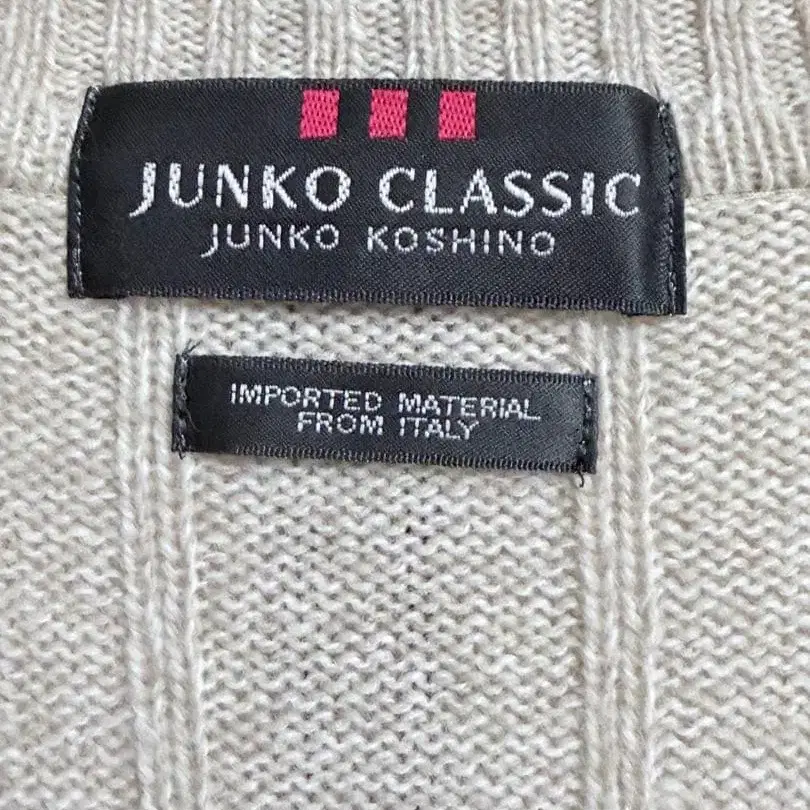 JUNKO CLASSIC
JUNKO KOSHINO
IMPORTED MATERIAL
FROM ITALY